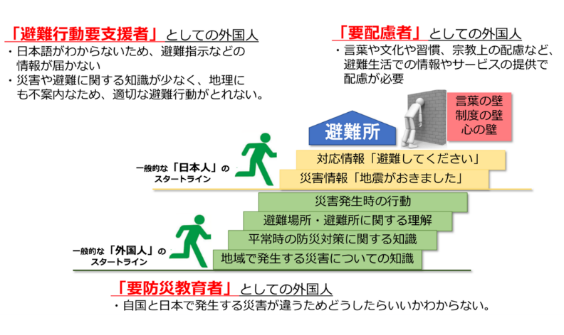 「避難行動要支援者」としての外国人
・日本語がわからないため、避難指示などの
情報が届かない
・災害や避難に関する知識が少なく、地理に
も不案内なため、適切な避難行動がとれない。
「要配慮者」としての外国人
・言葉や文化や習慣、宗教上の配慮など、
避難生活での情報やサービスの提供で
配慮が必要
言葉の壁
制度の壁
心の壁
避難所
対応情報「避難してください」
災害情報「地震がおきました」
一般的な「日本人」の
スタートライン
災害発生時の行動
避難場所・避難所に関する理解
平常時の防災対策に関する知識
地域で発生する災害についての知識
一般的な「外国人」の
スタートライン
「要防災教育者」としての外国人
・自国と日本で発生する災害が違うためどうしたらいいかわからない。